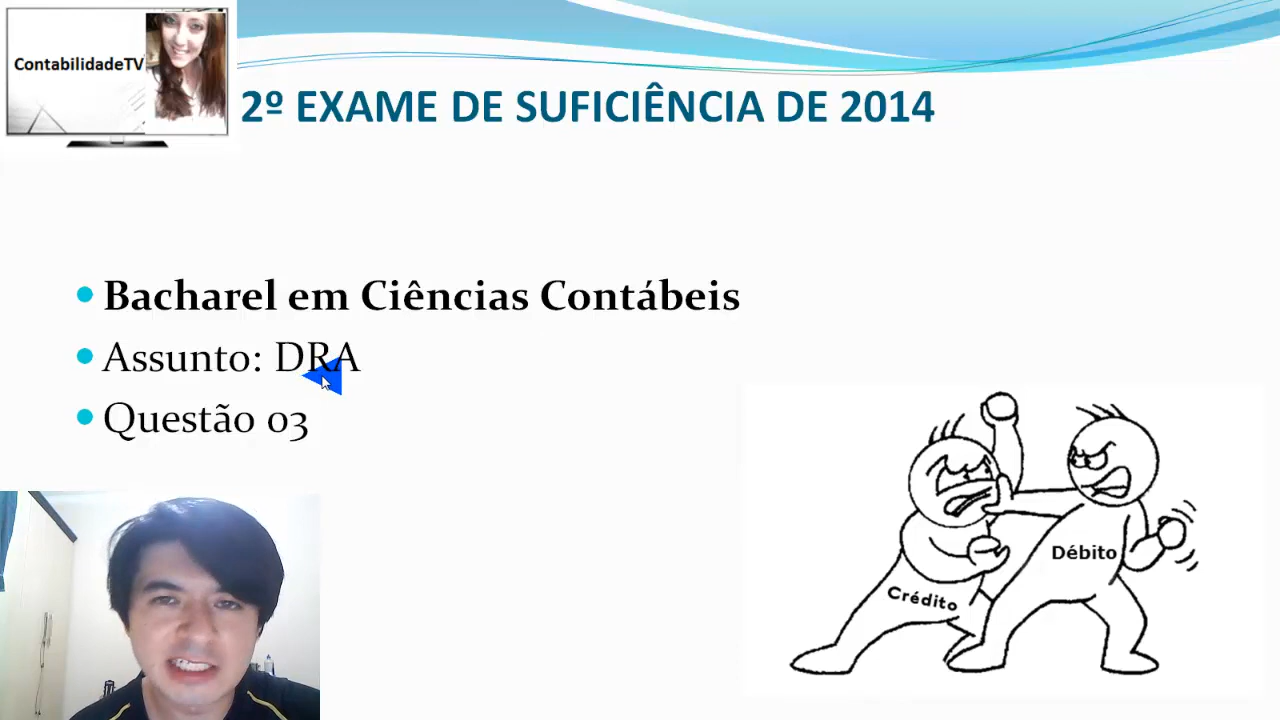 ContabilidadeTV
2º EXAME DE SUFICIÊNCIA DE 2014
Bacharel em Ciências Contábeis
Assunto: DRA
Questão 03
Débito
Crédito